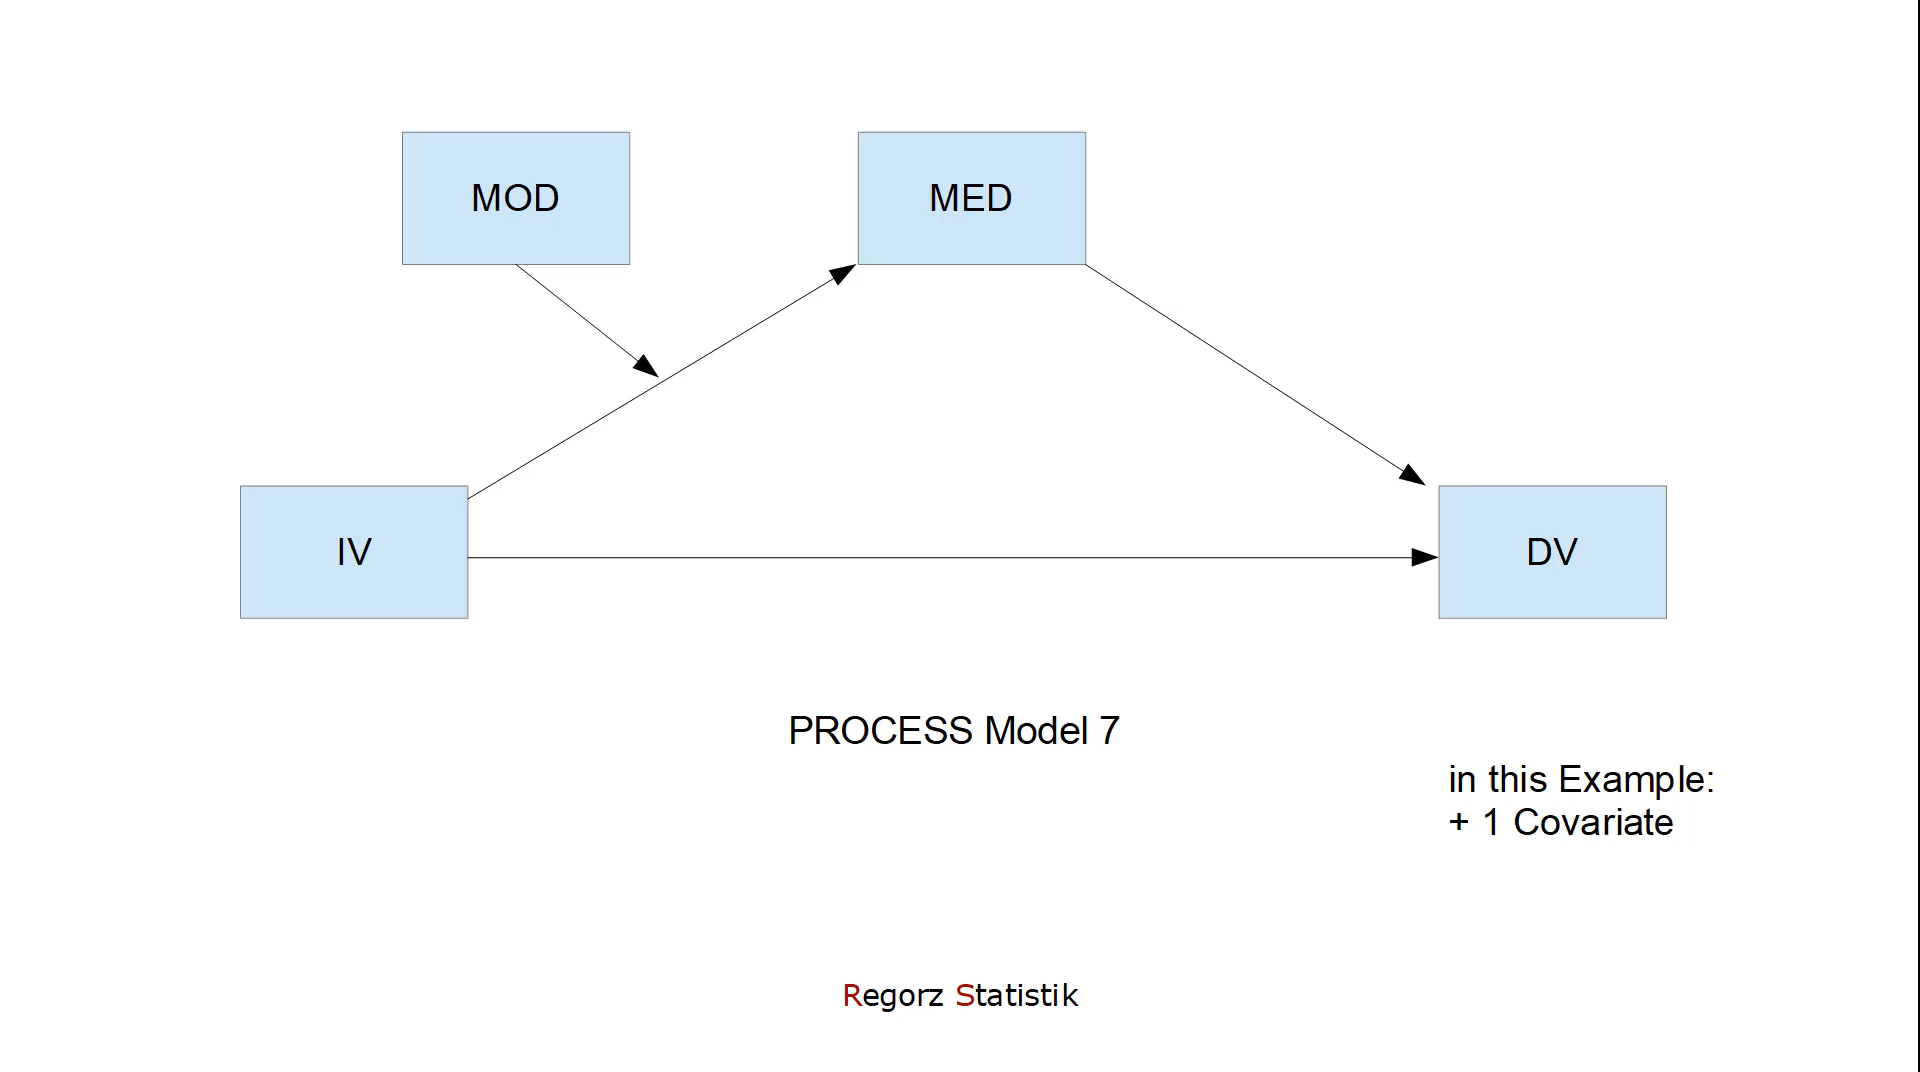 MOD
MED
IV
DV
PROCESS Model 7
in this Example:
+ 1 Covariate
Regorz Statistik